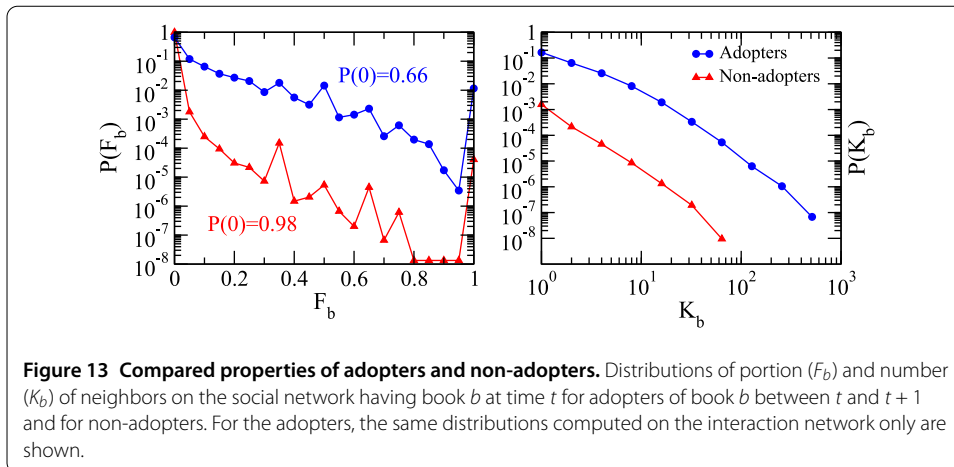 1
10^-1
10^-2
10^-3
10^-4
10^-5
10^-6
10^-7
10^-8
P(F_b)
P(0)=0.66
P(0)=0.98
0 0.2 0.4 0.6 0.8 1
F_b
1
10^-1
10^-2
10^-3
10^-4
10^-5
10^-6
10^-7
10^-8
Adopters
Non-adopters
P(K_b)
10^0 10^1 10^2 10^3
K_b
Figure 13 Compared properties of adopters and non-adopters. Distributions of portion (F_b) and number
(K_b) of neighbors on the social network having book b at time t for adopters of book b between t and t + 1
and for non-adopters. For the adopters, the same distributions computed on the interaction network only are
shown.